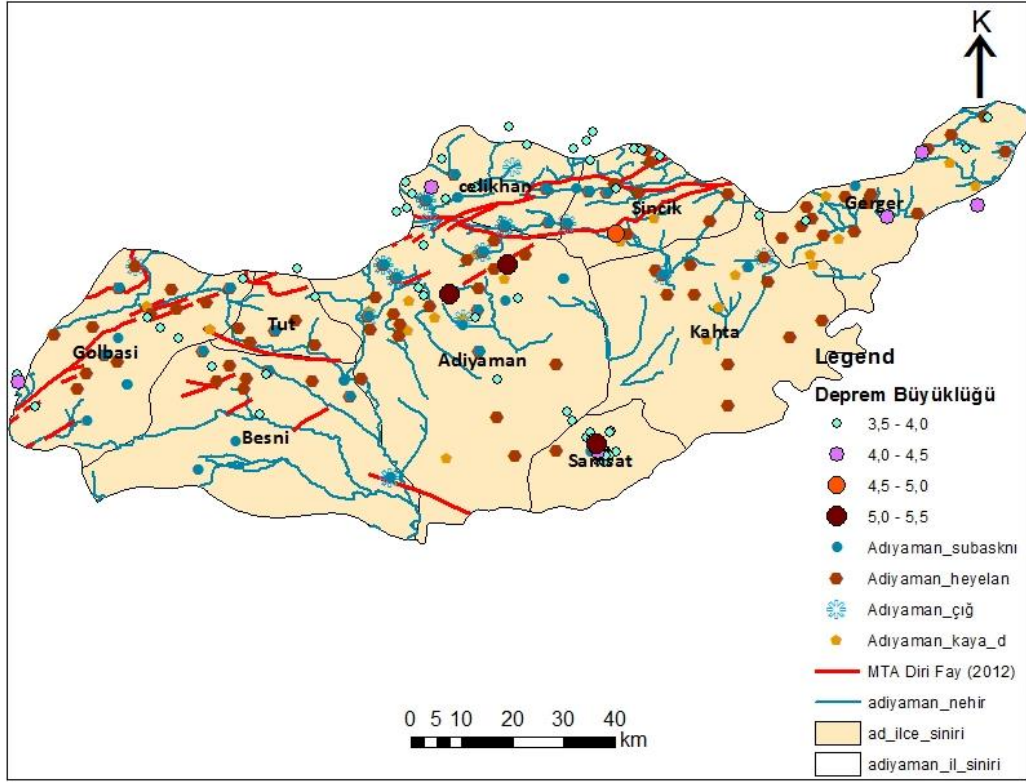 K
celikhan
Sincik
Gerger
Tut
Golbasi
Adiyaman
Kahta
Besni
Samsat
Legend
Deprem Büyüklüğü
3,5 - 4,0
4,0 - 4,5
4,5 - 5,0
5,0 - 5,5
Adıyaman_subasknı
Adiyaman_heyelan
Adıyaman_çığ
Adıyaman_kaya_d
MTA Diri Fay (2012)
adiyaman_nehir
ad_ilce_siniri
adiyaman_il_siniri
0 5 10 20 30 40
km